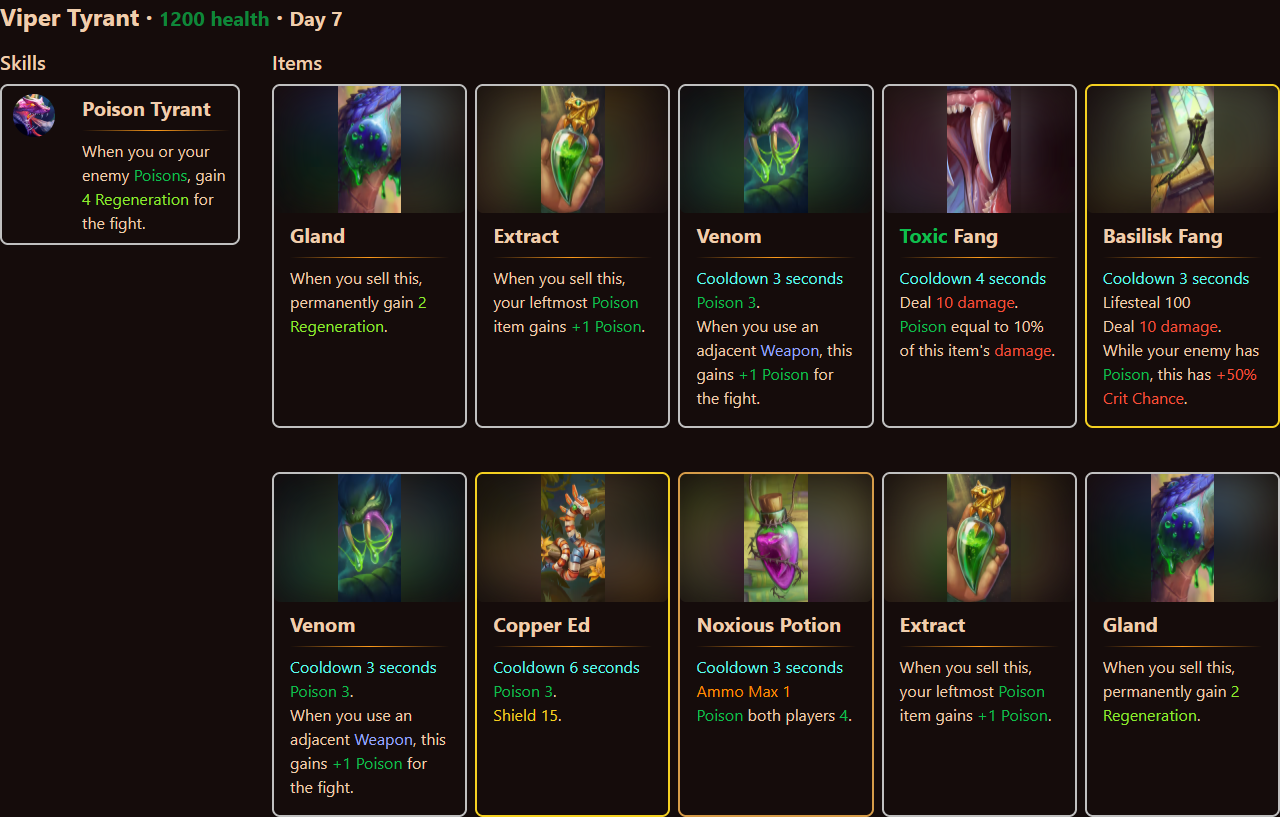 Viper Tyrant • 1200 health • Day 7
Skills
Items
Poison Tyrant
When you or your
enemy Poisons, gain
4 Regeneration for
the fight.
Gland
When you sell this,
permanently gain 2
Regeneration.
Extract
When you sell this,
your leftmost Poison
item gains +1 Poison.
Venom
Cooldown 3 seconds
Poison 3.
When you use an
adjacent Weapon, this
gains +1 Poison for
the fight.
Toxic Fang
Cooldown 4 seconds
Deal 10 damage.
Poison equal to 10%
of this item's damage.
Basilisk Fang
Cooldown 3 seconds
Lifesteal 100
Deal 10 damage.
While your enemy has
Poison, this has +50%
Crit Chance.
Venom
Cooldown 3 seconds
Poison 3.
When you use an
adjacent Weapon, this
gains +1 Poison for
the fight.
Copper Ed
Cooldown 6 seconds
Poison 3.
Shield 15.
Noxious Potion
Cooldown 3 seconds
Ammo Max 1
Poison both players 4.
Extract
When you sell this,
your leftmost Poison
item gains +1 Poison.
Gland
When you sell this,
permanently gain 2
Regeneration.